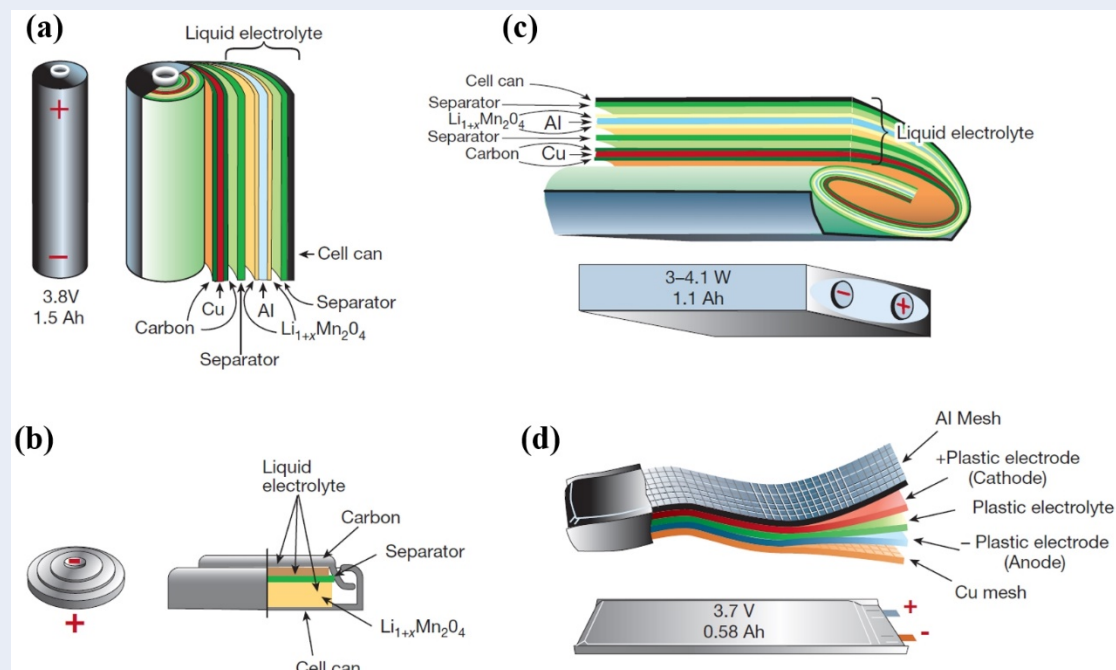 (a)
Liquid electrolyte
+
−
3.8V
1.5 Ah
Cell can
Separator
Cu
Al
Carbon
Li1+xMn204
Separator
(c)
Cell can
Separator
Li1+xMn204
Al
Separator
Carbon
Cu
Liquid electrolyte
3–4.1 W
1.1 Ah
−
+
(b)
Liquid
electrolyte
Carbon
Separator
Li1+xMn2O4
Cell can
-
+
(d)
Al Mesh
+Plastic electrode
(Cathode)
Plastic electrolyte
− Plastic electrode
(Anode)
Cu mesh
3.7 V
0.58 Ah
+
-